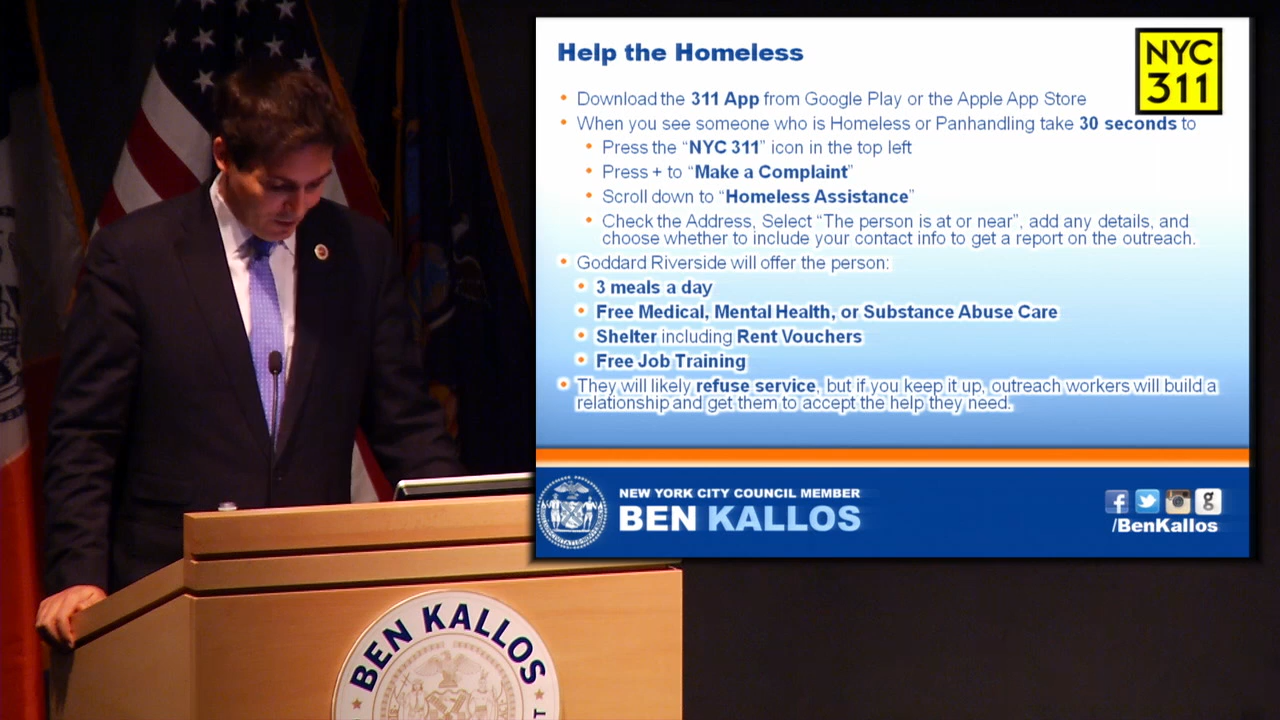 Help the Homeless
NYC
311
• Download the 311 App from Google Play or the Apple App Store
• When you see someone who is Homeless or Panhandling take 30 seconds to
• Press the “NYC 311” icon in the top left
• Press + to “Make a Complaint”
• Scroll down to “Homeless Assistance”
• Check the Address, Select “The person is at or near”, add any details, and
choose whether to include your contact info to get a report on the outreach.
• Goddard Riverside will offer the person:
• 3 meals a day
• Free Medical, Mental Health, or Substance Abuse Care
• Shelter including Rent Vouchers
• Free Job Training
• They will likely refuse service, but if you keep it up, outreach workers will build a
relationship and get them to accept the help they need.
NEW YORK CITY COUNCIL MEMBER
BEN KALLOS
/BenKallos
BEN KALLOS